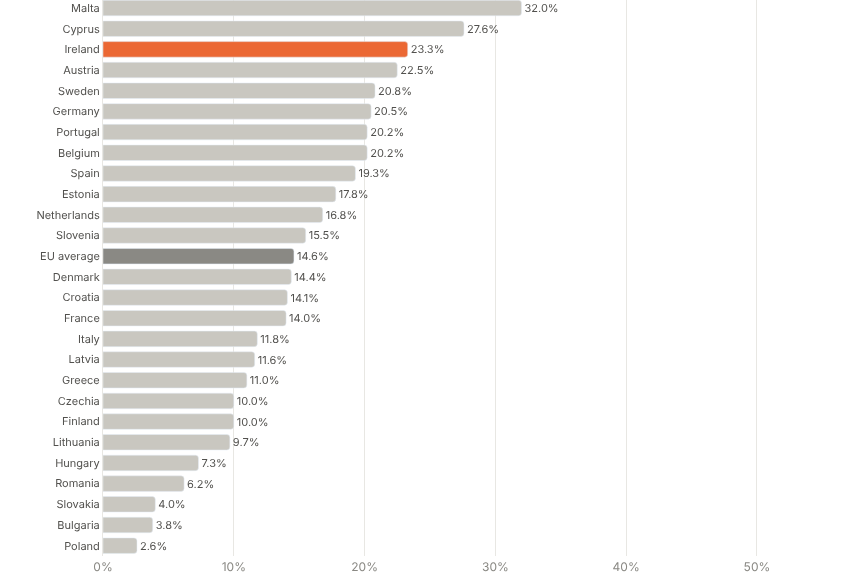 Malta 32.0%
Cyprus 27.6%
Ireland 23.3%
Austria 22.5%
Sweden 20.8%
Germany 20.5%
Portugal 20.2%
Belgium 20.2%
Spain 19.3%
Estonia 17.8%
Netherlands 16.8%
Slovenia 15.5%
EU average 14.6%
Denmark 14.4%
Croatia 14.1%
France 14.0%
Italy 11.8%
Latvia 11.6%
Greece 11.0%
Czechia 10.0%
Finland 10.0%
Lithuania 9.7%
Hungary 7.3%
Romania 6.2%
Slovakia 4.0%
Bulgaria 3.8%
Poland 2.6%
0% 10% 20% 30% 40% 50%